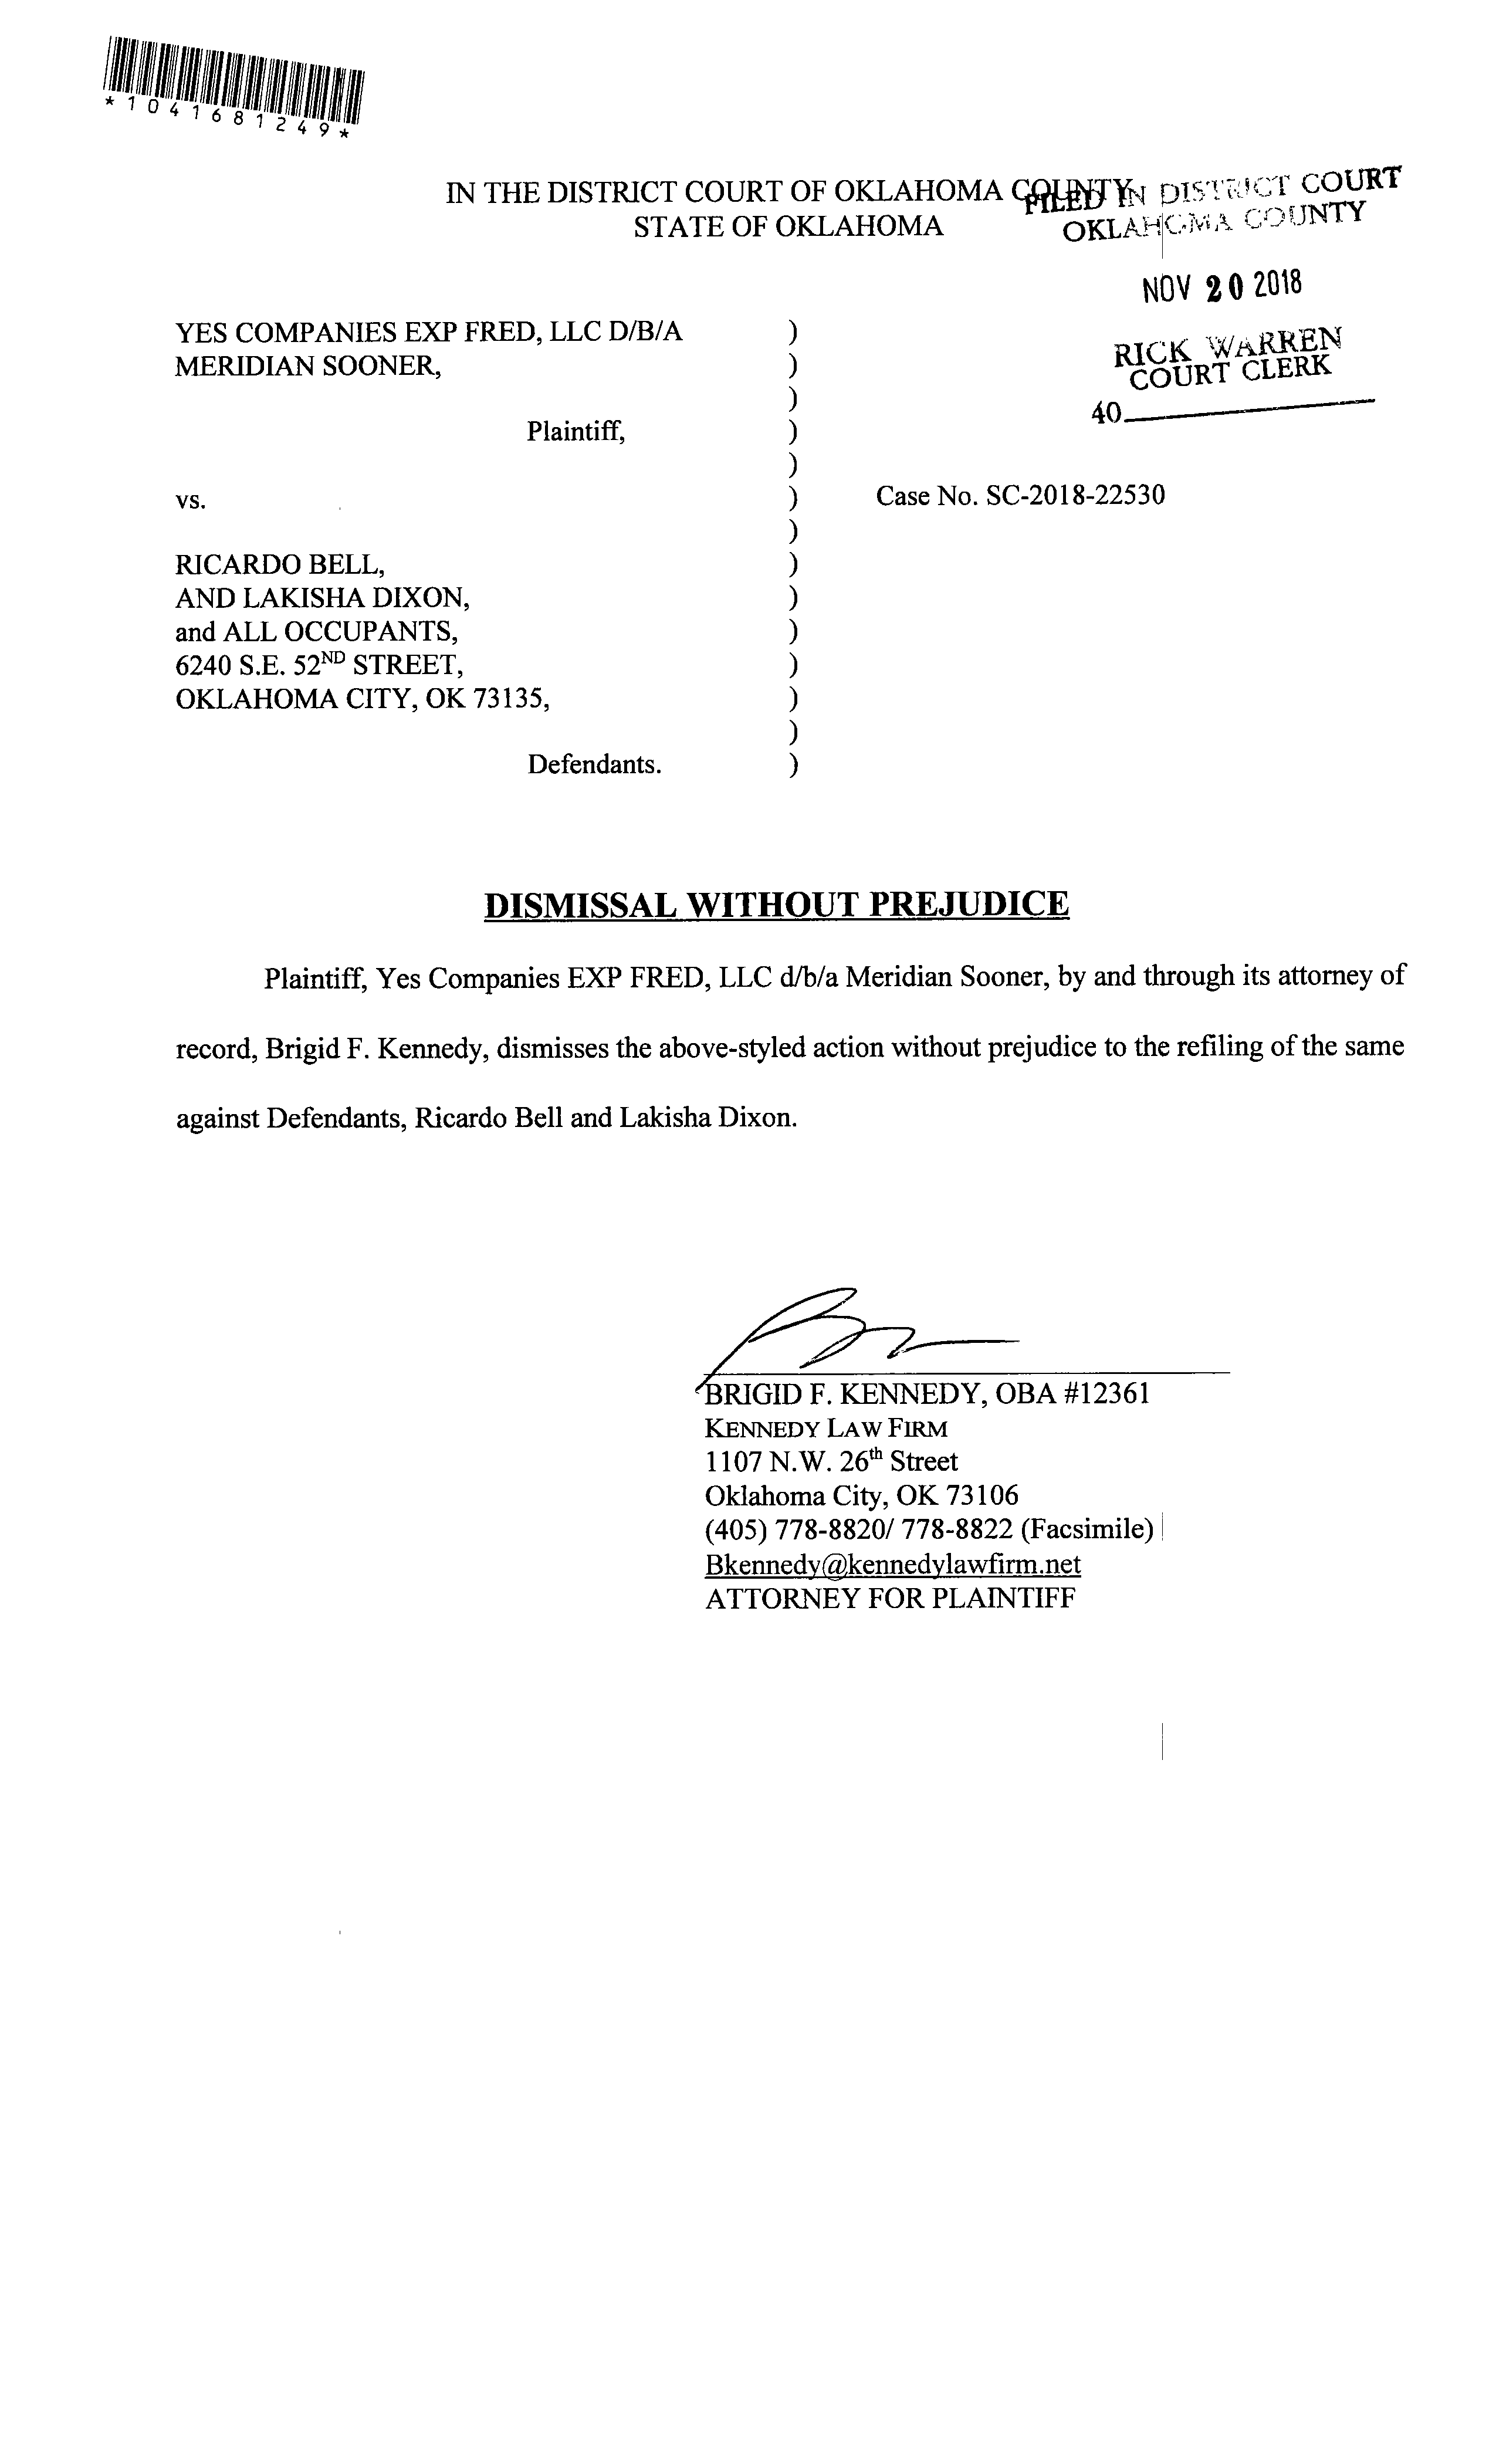 *1041681249*
IN THE DISTRICT COURT OF OKLAHOMA COUNTY
STATE OF OKLAHOMA
FILED IN DISTRICT COURT
OKLAHOMA COUNTY
NOV 20 2018
RICK WARREN
COURT CLERK
40
YES COMPANIES EXP FRED, LLC D/B/A )
MERIDIAN SOONER, )
)
Plaintiff, )
)
vs. ) Case No. SC-2018-22530
)
RICARDO BELL, )
AND LAKISHA DIXON, )
and ALL OCCUPANTS, )
6240 S.E. 52ND STREET, )
OKLAHOMA CITY, OK 73135, )
)
Defendants. )
DISMISSAL WITHOUT PREJUDICE
Plaintiff, Yes Companies EXP FRED, LLC d/b/a Meridian Sooner, by and through its attorney of
record, Brigid F. Kennedy, dismisses the above-styled action without prejudice to the refiling of the same
against Defendants, Ricardo Bell and Lakisha Dixon.
BRIGID F. KENNEDY, OBA #12361
KENNEDY LAW FIRM
1107 N.W. 26th Street
Oklahoma City, OK 73106
(405) 778-8820/ 778-8822 (Facsimile)
Bkennedy@kennedylawfirm.net
ATTORNEY FOR PLAINTIFF